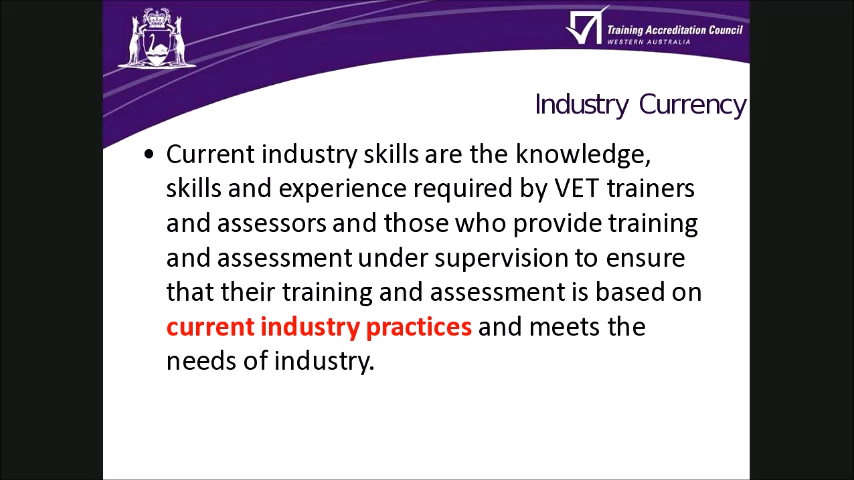 Training Accreditation Council
WESTERN AUSTRALIA
Industry Currency
• Current industry skills are the knowledge,
skills and experience required by VET trainers
and assessors and those who provide training
and assessment under supervision to ensure
that their training and assessment is based on
current industry practices and meets the
needs of industry.